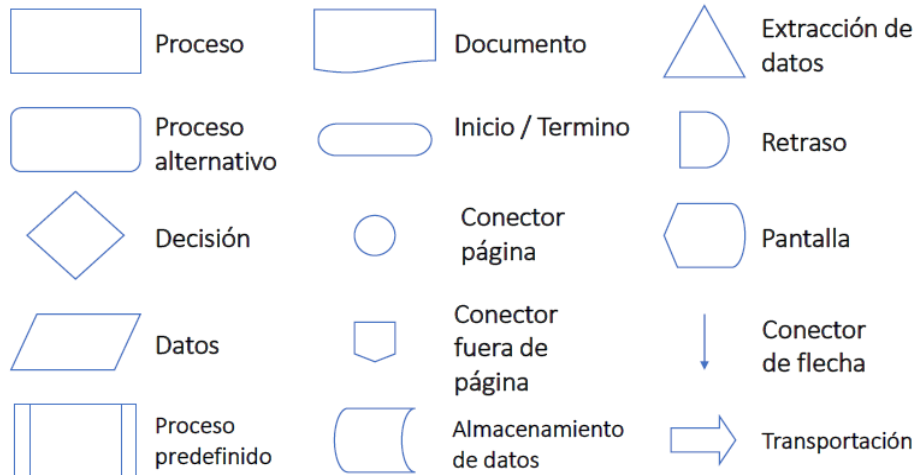 Proceso
Documento
Extracción de
datos
Proceso
alternativo
Inicio / Termino
Retraso
Decisión
Conector
página
Pantalla
Datos
Conector
fuera de
página
Conector
de flecha
Proceso
predefinido
Almacenamiento
de datos
Transportación